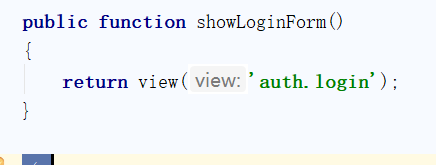 public function showLoginForm()
{
return view( view: 'auth.login');
}